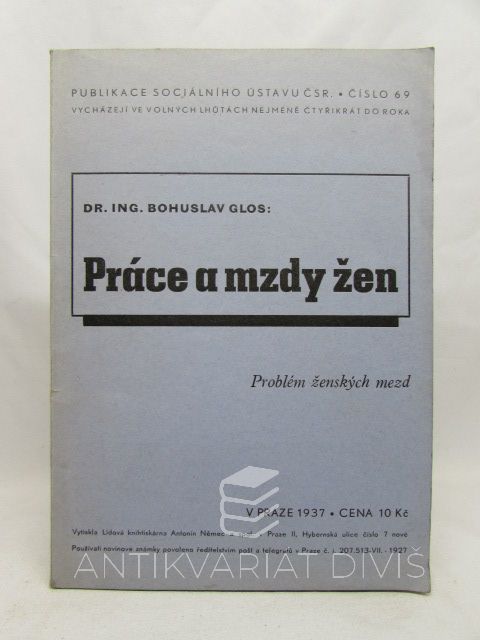 PUBLIKACE SOCIÁLNÍHO ÚSTAVU ČSR. • ČÍSLO 69
VYCHÁZEJÍ VE VOLNÝCH LHŮTÁCH NEJMÉNĚ ČTYŘIKRÁT DO ROKA
DR. ING. BOHUSLAV GLOS:
Práce a mzdy žen
Problém ženských mezd
V PRAZE 1937 • CENA 10 Kč
Vytiskla Lidová knihtiskárna Antonín Němec a , Praha II, Hybernská ulice číslo 7 nové
Používání novinové známky povoleno ředitelstvím pošt a telegrafů v Praze č. j. 207.513-VII. - 1927
ANTIKVARIÁT DIVIŠ